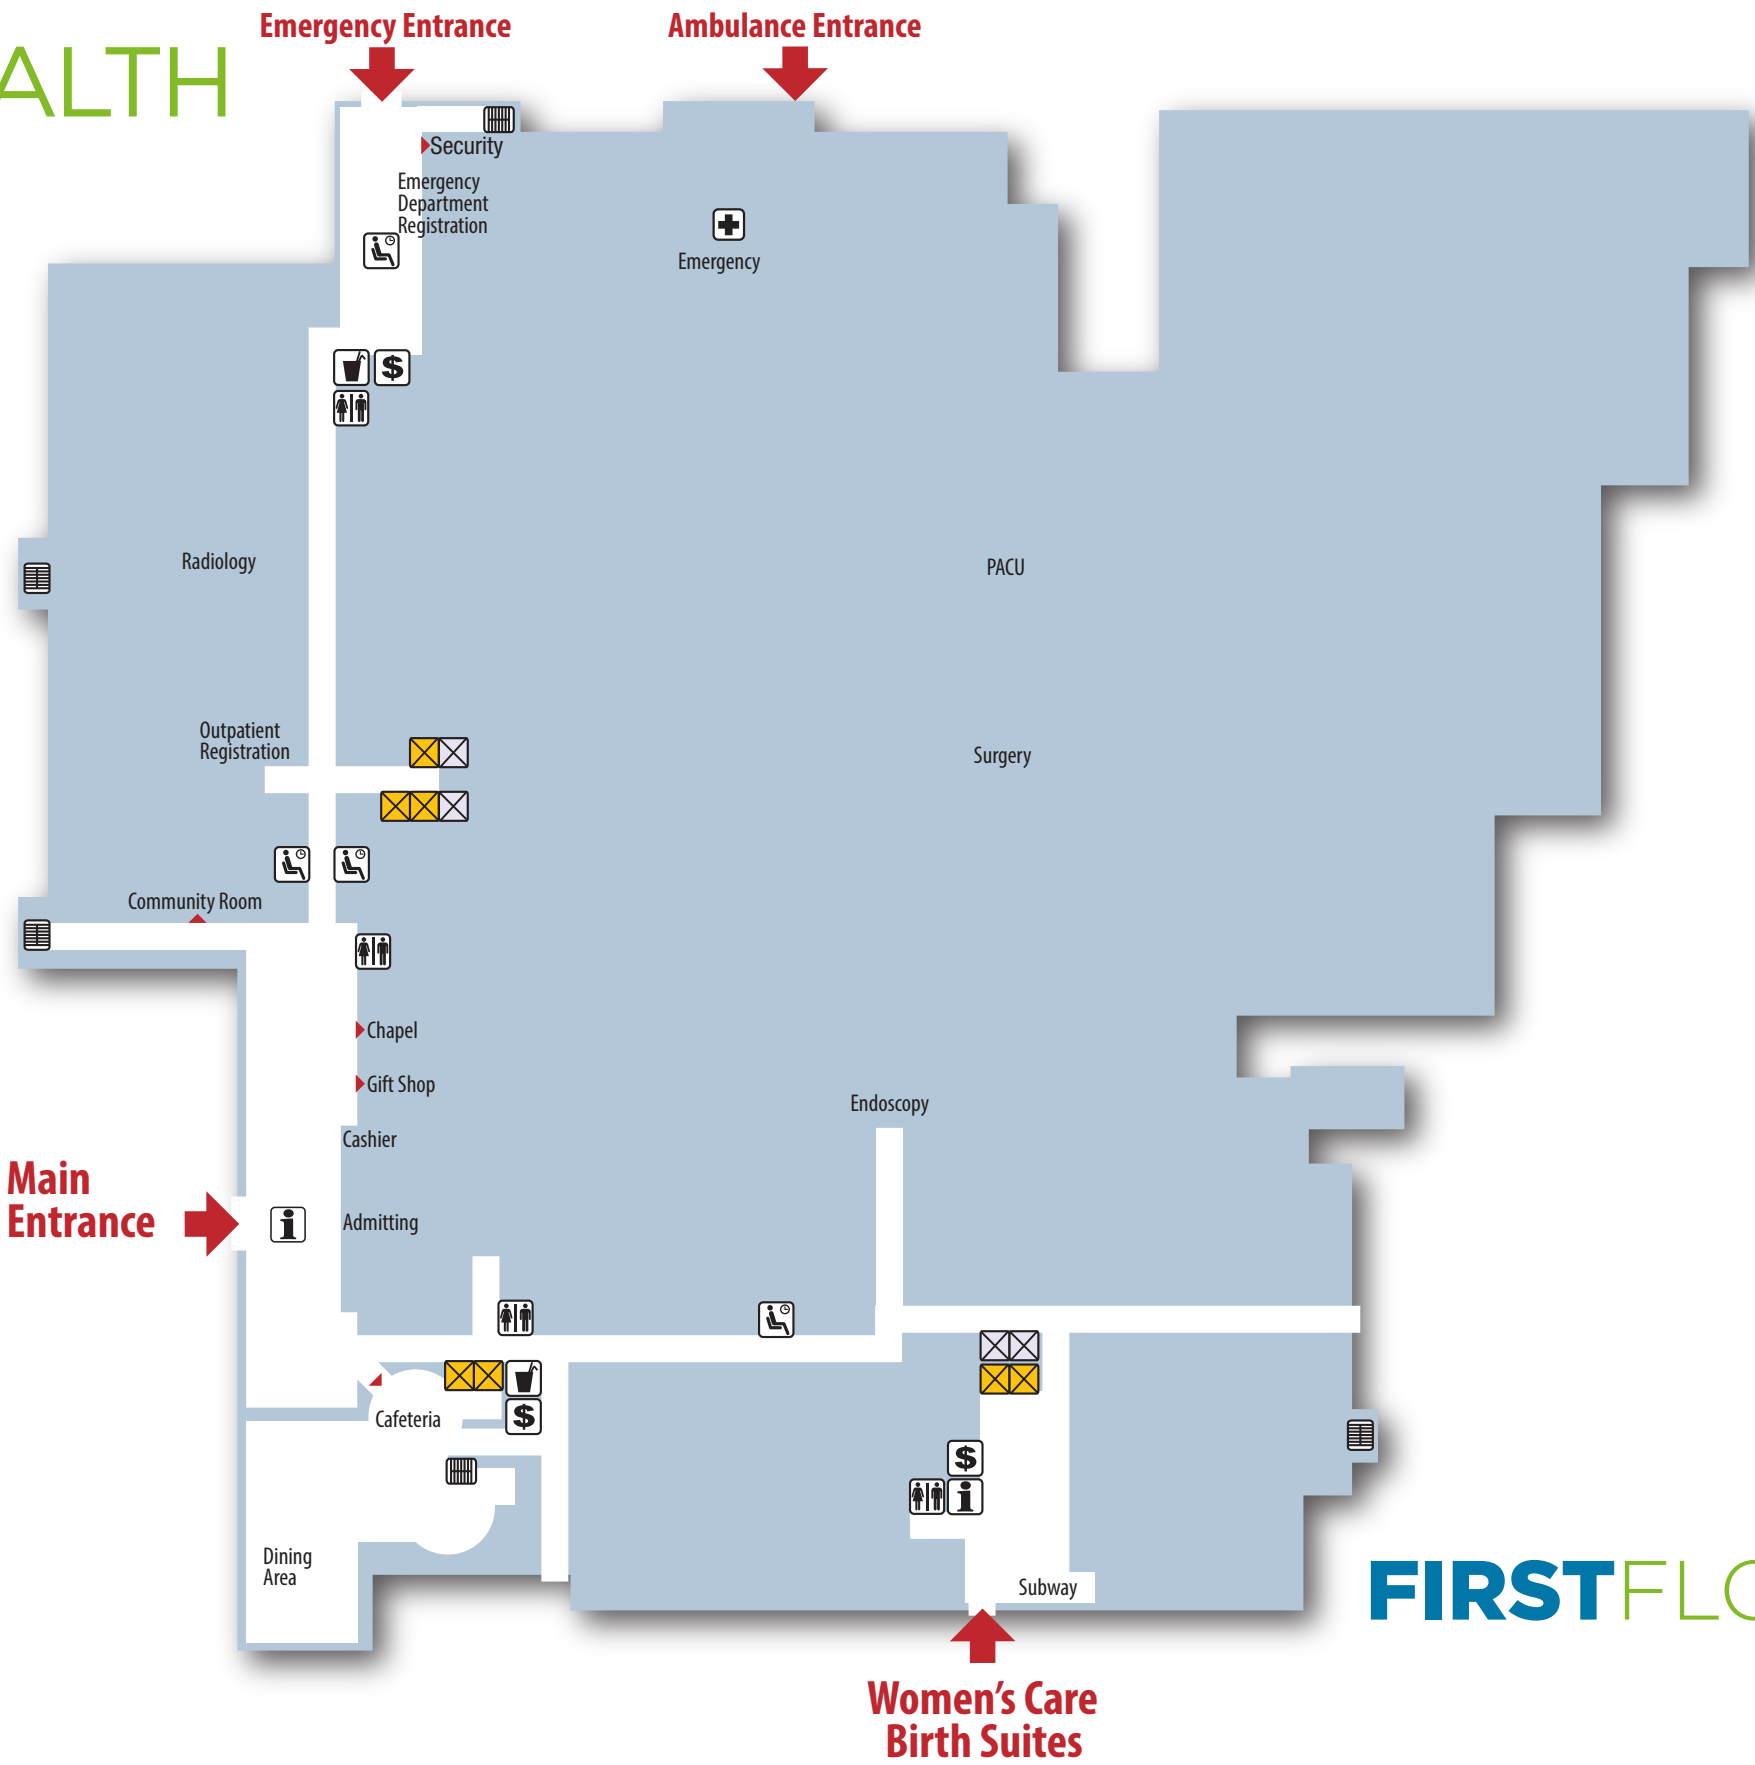 Emergency Entrance
Ambulance Entrance
ALTH
Security
Emergency
Department
Registration
Emergency
Radiology
PACU
Outpatient
Registration
Surgery
Community Room
Chapel
Gift Shop
Endoscopy
Cashier
Main
Entrance
Admitting
Cafeteria
Dining
Area
Subway
FIRSTFLO
Women's Care
Birth Suites